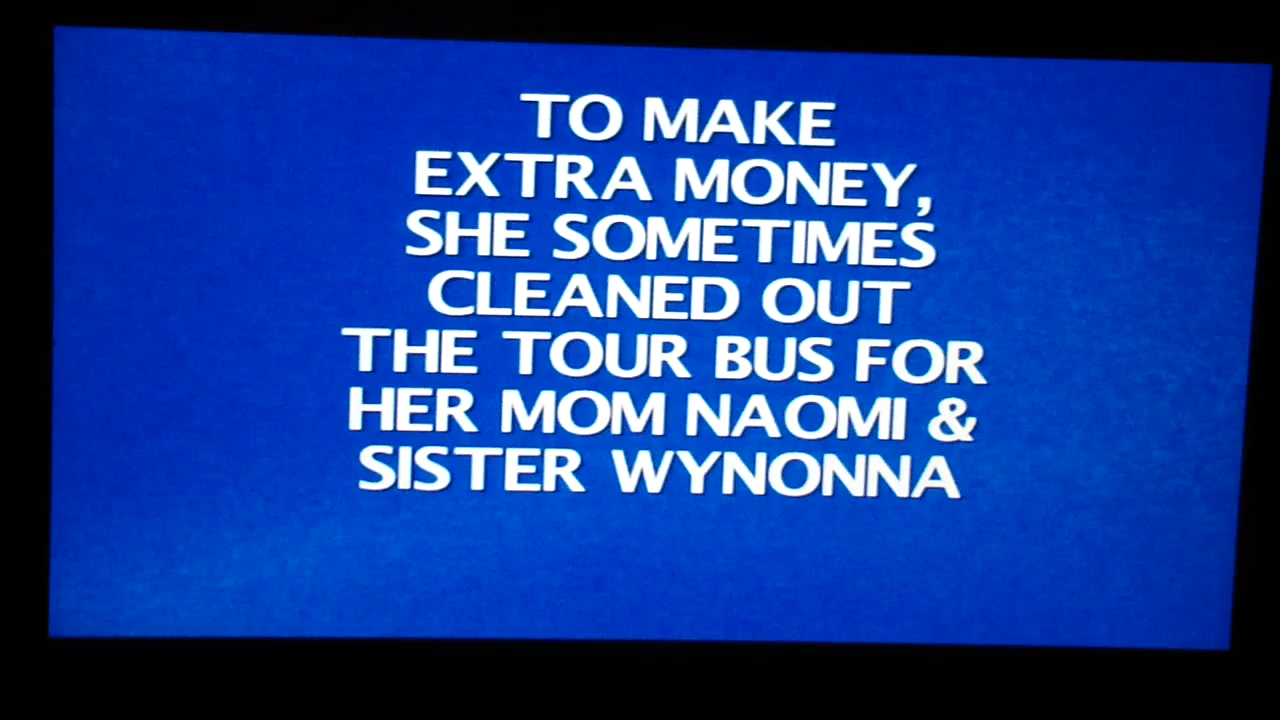 TO MAKE
EXTRA MONEY,
SHE SOMETIMES
CLEANED OUT
THE TOUR BUS FOR
HER MOM NAOMI &
SISTER WYNONNA